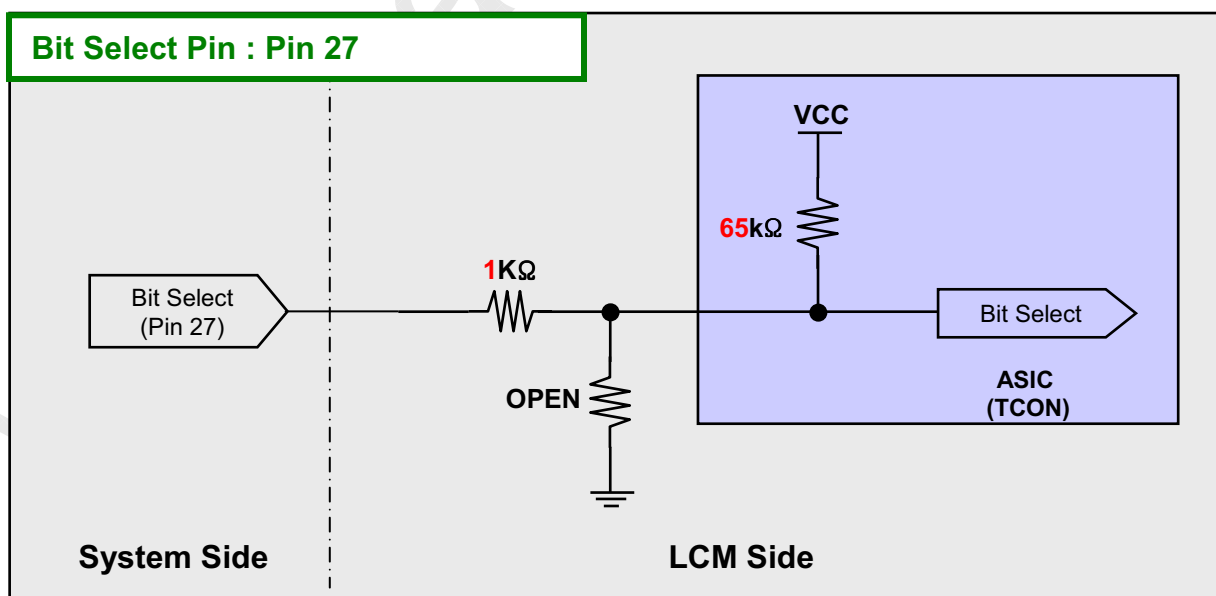 Bit Select Pin : Pin 27
VCC
65kΩ
1KΩ
Bit Select
(Pin 27)
Bit Select
OPEN
ASIC
(TCON)
System Side
LCM Side